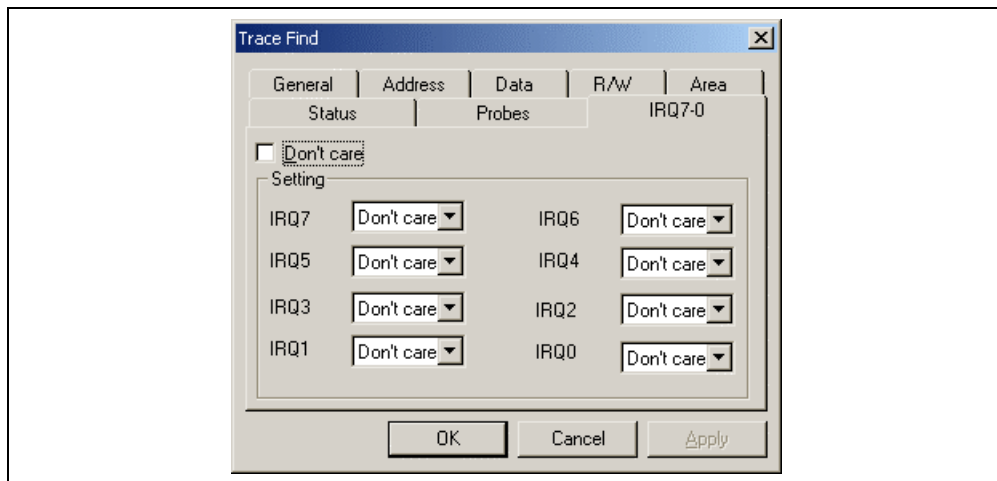 Trace Find
General Address Data R/W Area
Status Probes IRQ7-0
Don't care
Setting
IRQ7 Don't care IRQ6 Don't care
IRQ5 Don't care IRQ4 Don't care
IRQ3 Don't care IRQ2 Don't care
IRQ1 Don't care IRQ0 Don't care
OK Cancel Apply